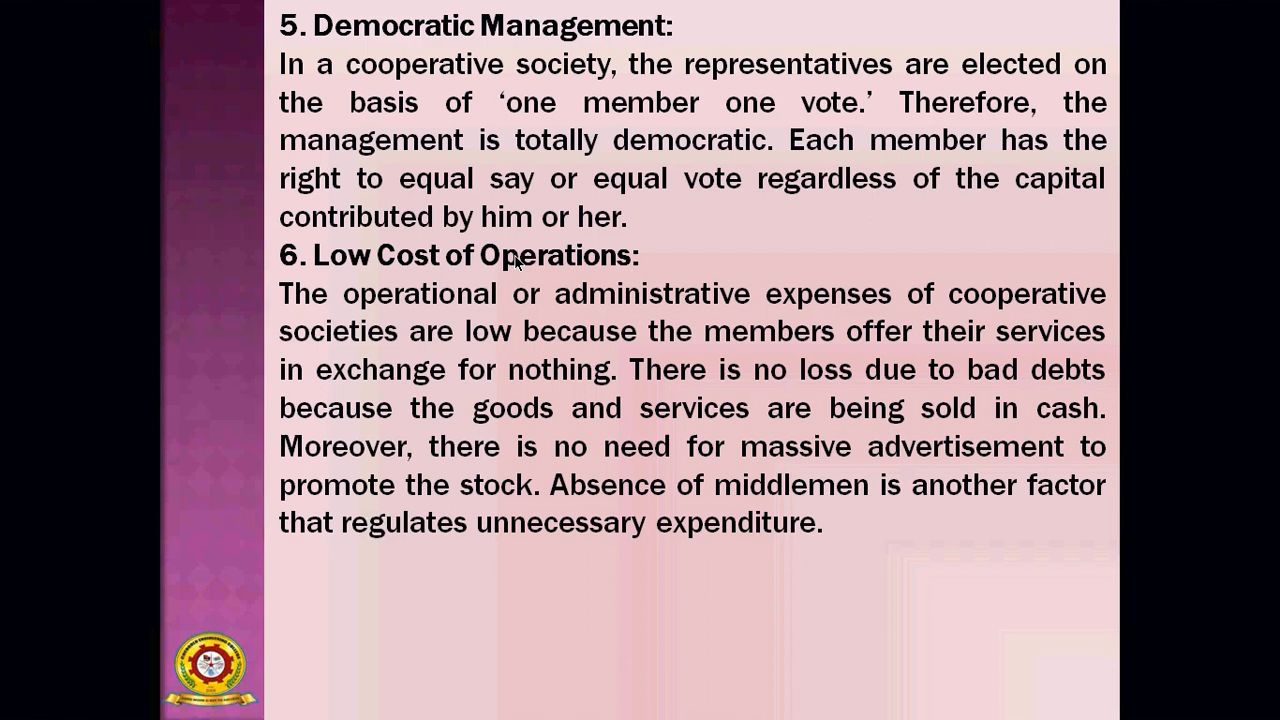 5. Democratic Management:
In a cooperative society, the representatives are elected on
the basis of ‘one member one vote.’ Therefore, the
management is totally democratic. Each member has the
right to equal say or equal vote regardless of the capital
contributed by him or her.
6. Low Cost of Operations:
The operational or administrative expenses of cooperative
societies are low because the members offer their services
in exchange for nothing. There is no loss due to bad debts
because the goods and services are being sold in cash.
Moreover, there is no need for massive advertisement to
promote the stock. Absence of middlemen is another factor
that regulates unnecessary expenditure.